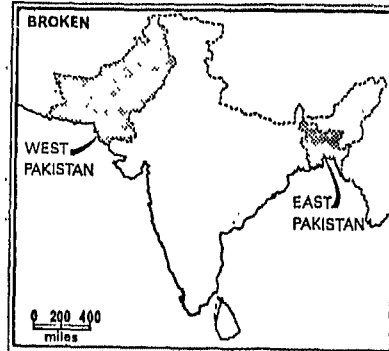 BROKEN
WEST
PAKISTAN
EAST
PAKISTAN
0 200 400
miles